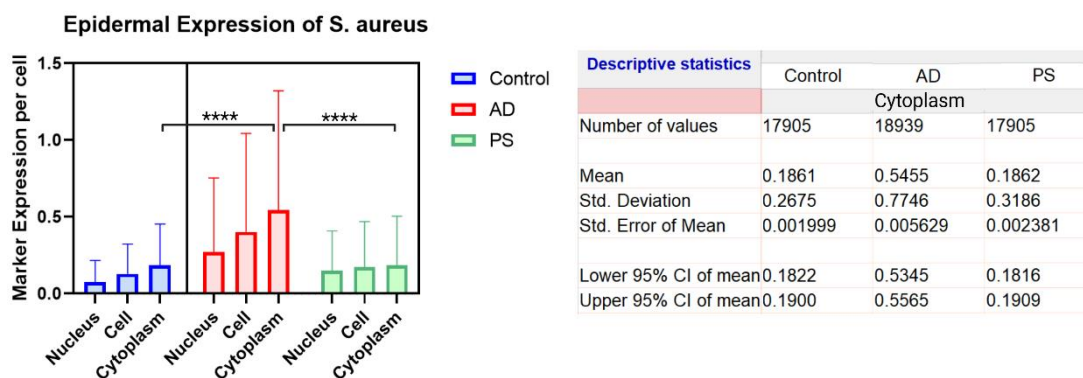 Epidermal Expression of S. aureus
Marker Expression per cell
1.5
1.0
0.5
0.0
****
****
Nucleus
Cell
Cytoplasm
Nucleus
Cell
Cytoplasm
Nucleus
Cell
Cytoplasm
Control
AD
PS
Descriptive statistics Control AD PS
Cytoplasm
Number of values 17905 18939 17905
Mean 0.1861 0.5455 0.1862
Std. Deviation 0.2675 0.7746 0.3186
Std. Error of Mean 0.001999 0.005629 0.002381
Lower 95% CI of mean 0.1822 0.5345 0.1816
Upper 95% CI of mean 0.1900 0.5565 0.1909